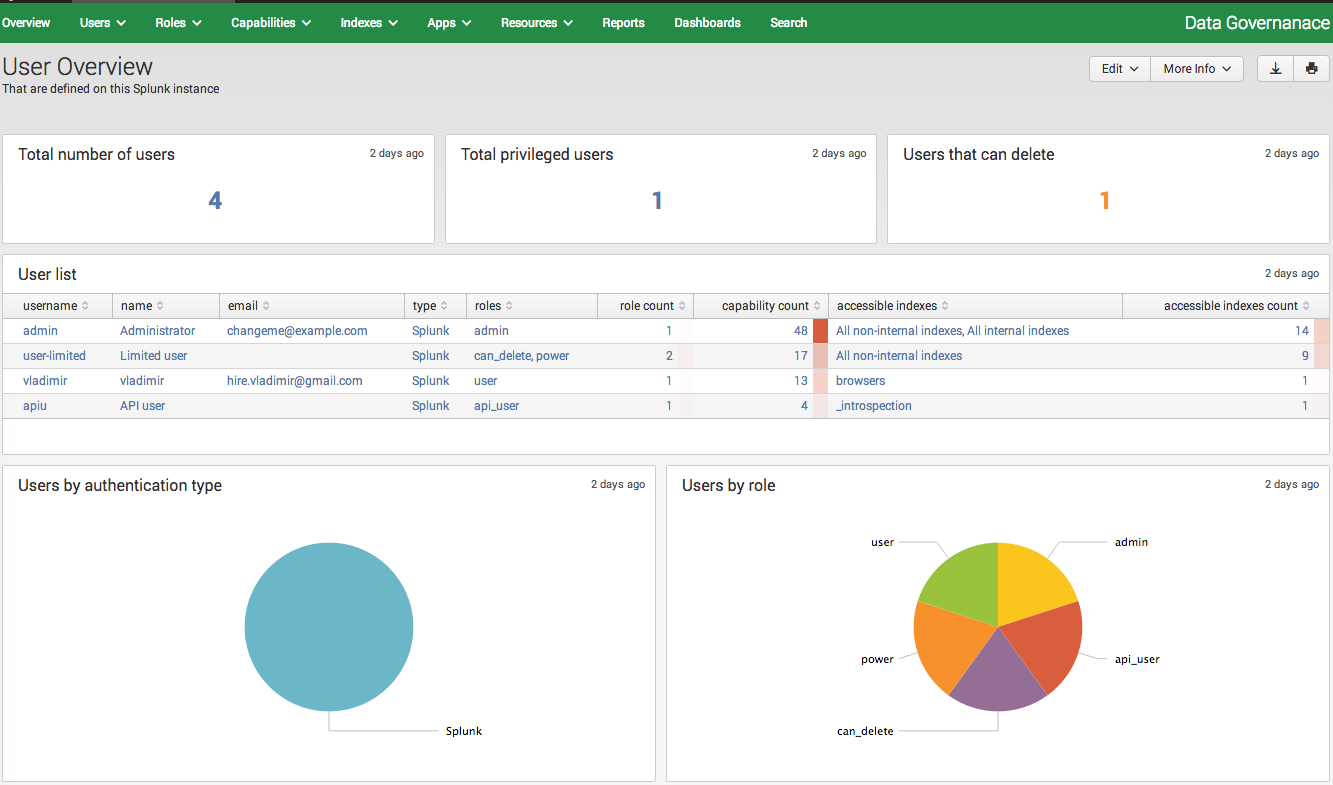 Overview Users Roles Capabilities Indexes Apps Resources Reports Dashboards Search Data Governanace
User Overview
That are defined on this Splunk instance
Edit More Info
Total number of users 2 days ago
4
Total privileged users 2 days ago
1
Users that can delete 2 days ago
1
User list 2 days ago
username name email type roles role count capability count accessible indexes accessible indexes count
admin Administrator changeme@example.com Splunk admin 1 48 All non-internal indexes, All internal indexes 14
user-limited Limited user Splunk can_delete, power 2 17 All non-internal indexes 9
vladimir vladimir hire.vladimir@gmail.com Splunk user 1 13 browsers 1
apiu API user Splunk api_user 1 4 _introspection 1
Users by authentication type 2 days ago
Splunk
Users by role 2 days ago
user admin
power api_user
can_delete